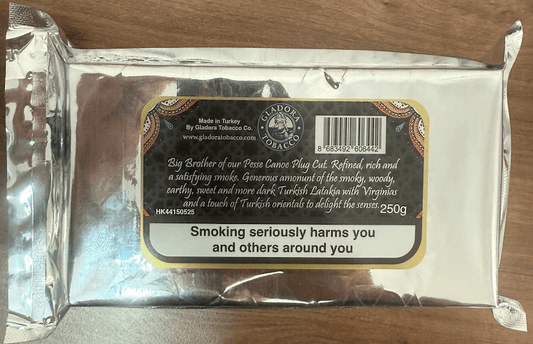 Made in Turkey
By Gladora Tobacco Co.
www.gladoratobacco.com
GLADORA
TOBACCO
8 683492 606442
Big Brother of our Pesse Canoe Plug Cut. Refined, rich and
a satisfying smoke. Generous amonunt of the smoky, woody,
earthy, sweet and more dark Turkish Latakia with Virginias
and a touch of Turkish orientals to delight the senses.
250g
HK44150525
Smoking seriously harms you
and others around you